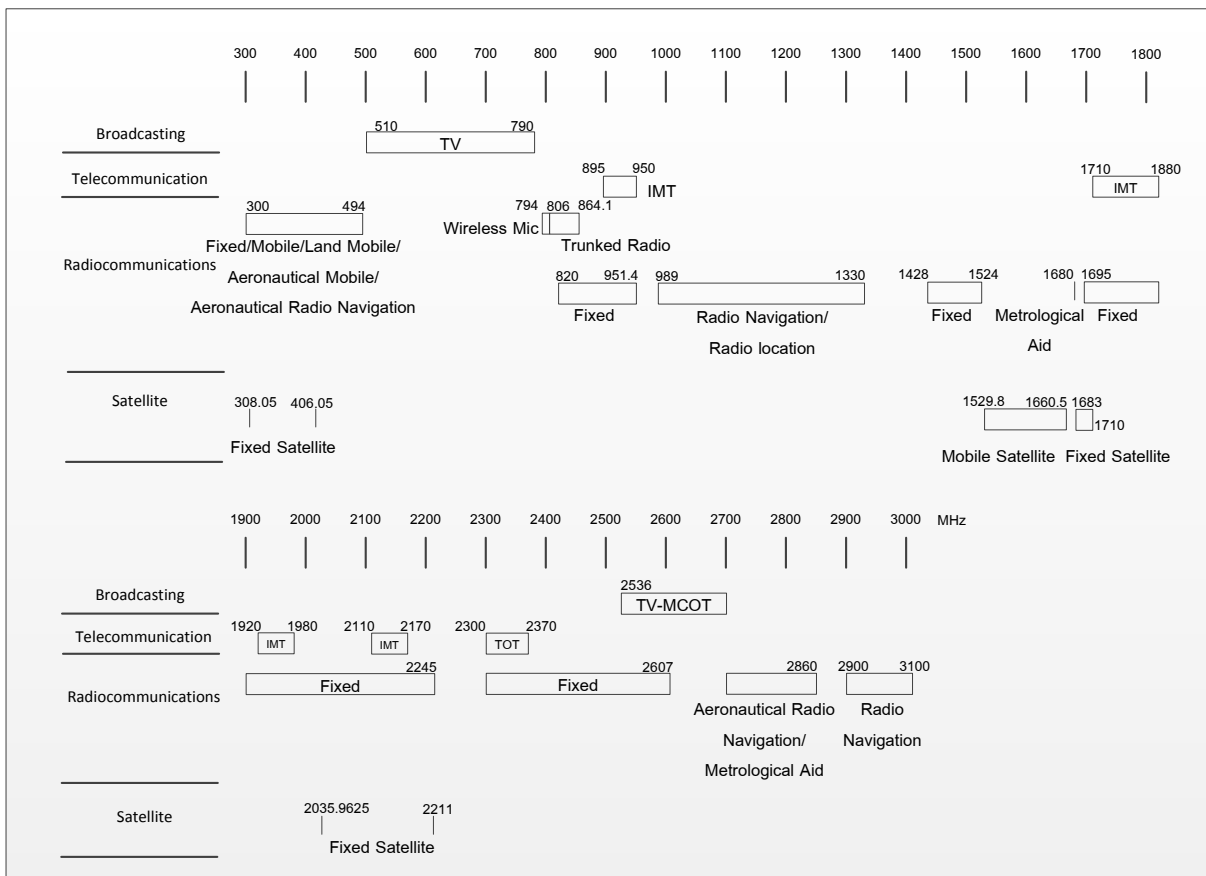 300 400 500 600 700 800 900 1000 1100 1200 1300 1400 1500 1600 1700 1800
Broadcasting
510 790
TV
Telecommunication
895 950
IMT
1710 1880
IMT
Radiocommunications
300 494
Fixed/Mobile/Land Mobile/
Aeronautical Mobile/
Aeronautical Radio Navigation
794 806 864.1
Wireless Mic
Trunked Radio
820 951.4
Fixed
989 1330
Radio Navigation/
Radio location
1428 1524
Fixed
1680
Metrological
Aid
1695
Fixed
Satellite
308.05 406.05
Fixed Satellite
1529.8 1660.5
Mobile Satellite
1683
1710
Fixed Satellite
1900 2000 2100 2200 2300 2400 2500 2600 2700 2800 2900 3000 MHz
Broadcasting
2536
TV-MCOT
Telecommunication
1920 1980
IMT
2110 2170
IMT
2300 2370
TOT
Radiocommunications
2245
Fixed
2607
Fixed
2860
Aeronautical Radio
Navigation/
Metrological Aid
2900 3100
Radio
Navigation
Satellite
2035.9625 2211
Fixed Satellite